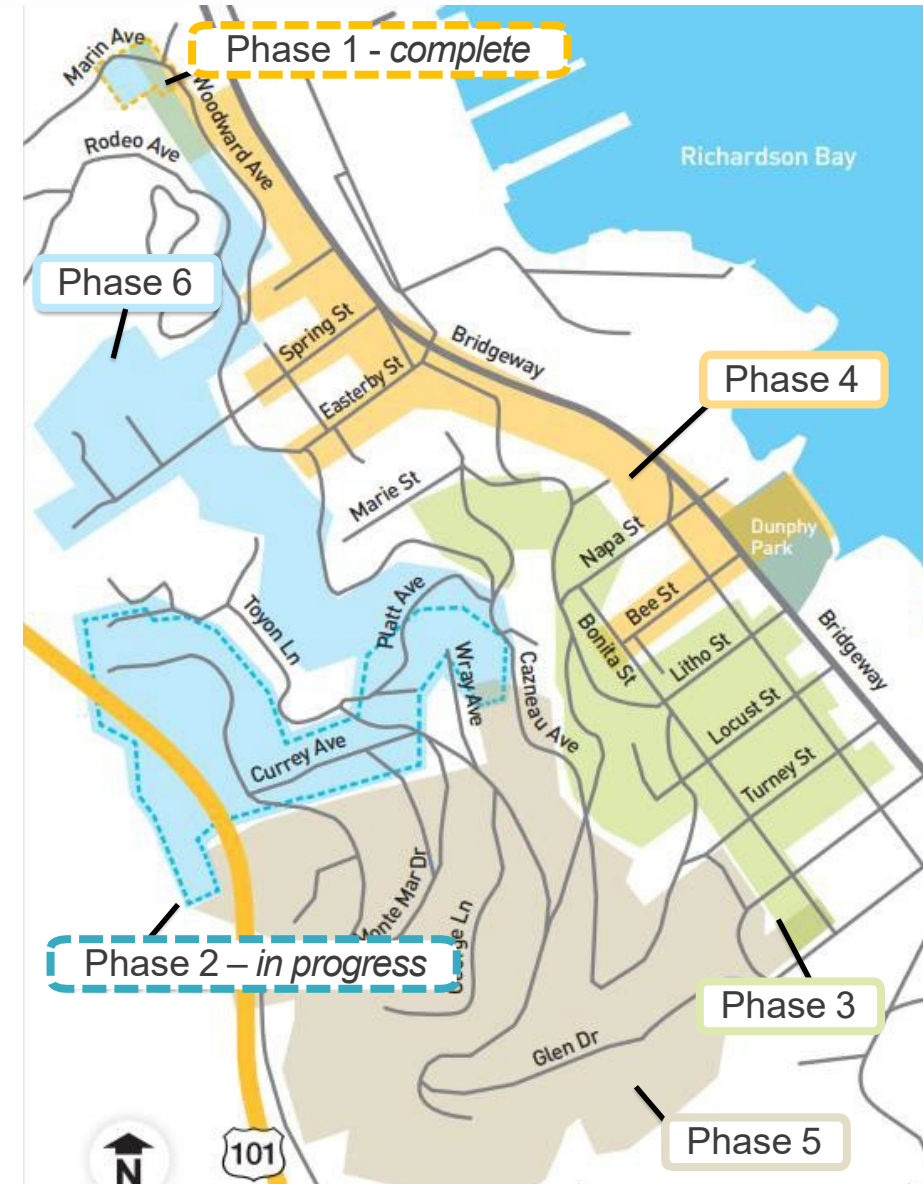 Phase 1 - complete
Marin Ave
Woodward Ave
Rodeo Ave
Richardson Bay
Phase 6
Spring St
Bridgeway
Easterby St
Phase 4
Marie St
Napa St
Dunphy
Park
Platt Ave
Bee St
Toyon Ln
Bonita St
Litho St
Bridgeway
Wray Ave
Cazneau Ave
Locust St
Currey Ave
Turney St
Monte Mar Dr
George Ln
Phase 2 – in progress
Phase 3
Glen Dr
Phase 5
N
101